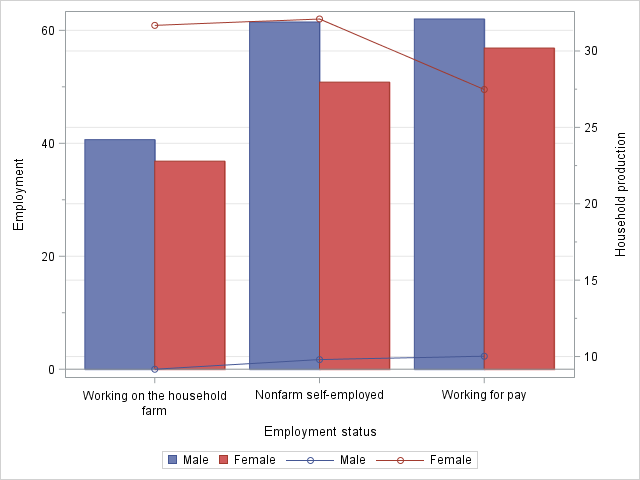 60
40
20
0
Employment
30
25
20
15
10
Household production
Working on the household
farm
Nonfarm self-employed
Working for pay
Employment status
Male Female Male Female